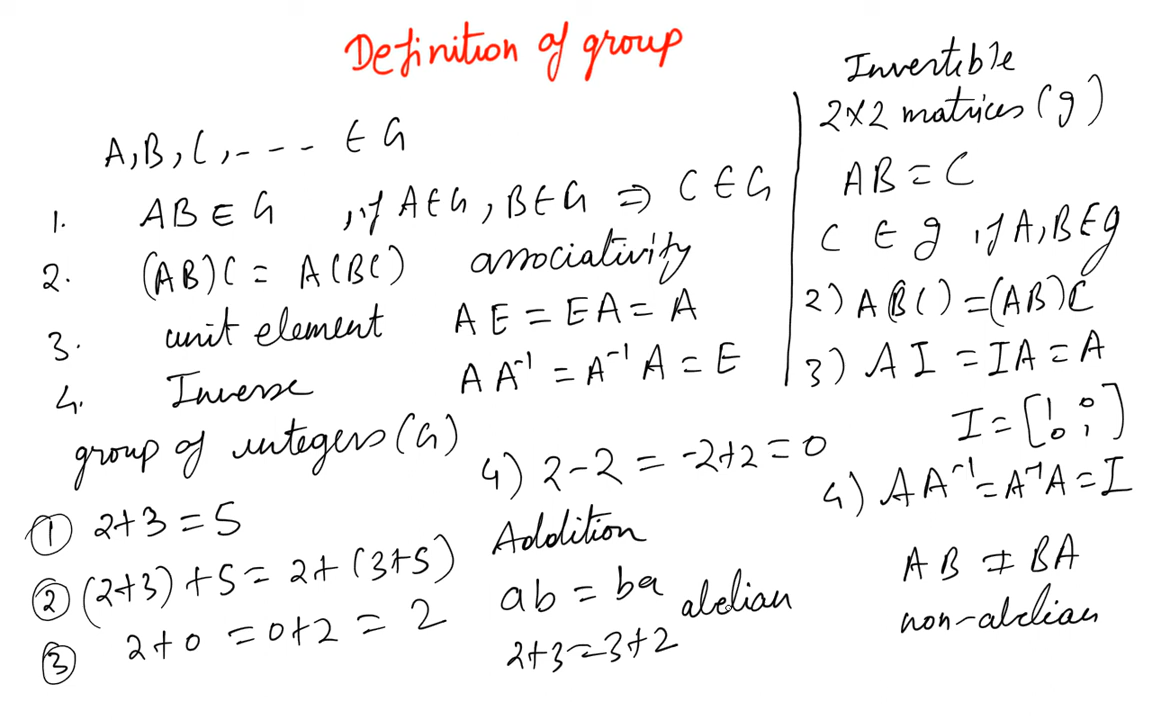 Definition of group
A, B, C, - - - ∈ G
1. AB ∈ G , if A ∈ G, B ∈ G ⇒ C ∈ G
2. (AB)C = A(BC) associativity
3. unit element AE = EA = A
4. Inverse AA⁻¹ = A⁻¹A = E
group of integers (G)
① 2+3 = 5
② (2+3)+5 = 2+(3+5)
③ 2+0 = 0+2 = 2
4) 2-2 = -2+2 = 0
Addition
ab = ba abelian
2+3 = 3+2
Invertible
2×2 matrices (g)
AB = C
C ∈ g if A, B ∈ g
2) A(BC) = (AB)C
3) AI = IA = A
I = [1 0
0 1]
4) AA⁻¹ = A⁻¹A = I
AB ≠ BA
non-abelian